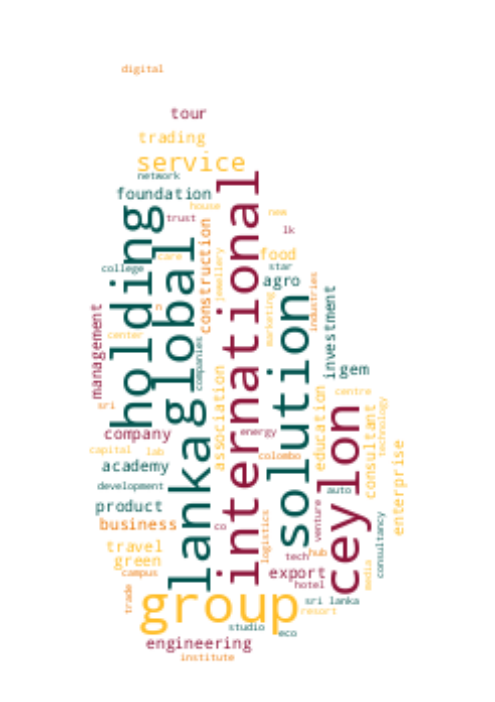 digital
tour
trading
service
network
foundation
house
trust
new
lk
holding
lanka
global
international
construction
care
jewellery
food
star
college
agro
n
marketing
industries
investment
management
center
companies
solution
gem
sri
association
education
centre
ceylon
consultant
technology
company
energy
capital
lab
colombo
enterprise
academy
development
auto
product
business
co
logistics
venture
consultancy
travel
green
tech
hub
campus
export
hotel
media
trade
group
sri lanka
resort
studio
eco
engineering
institute